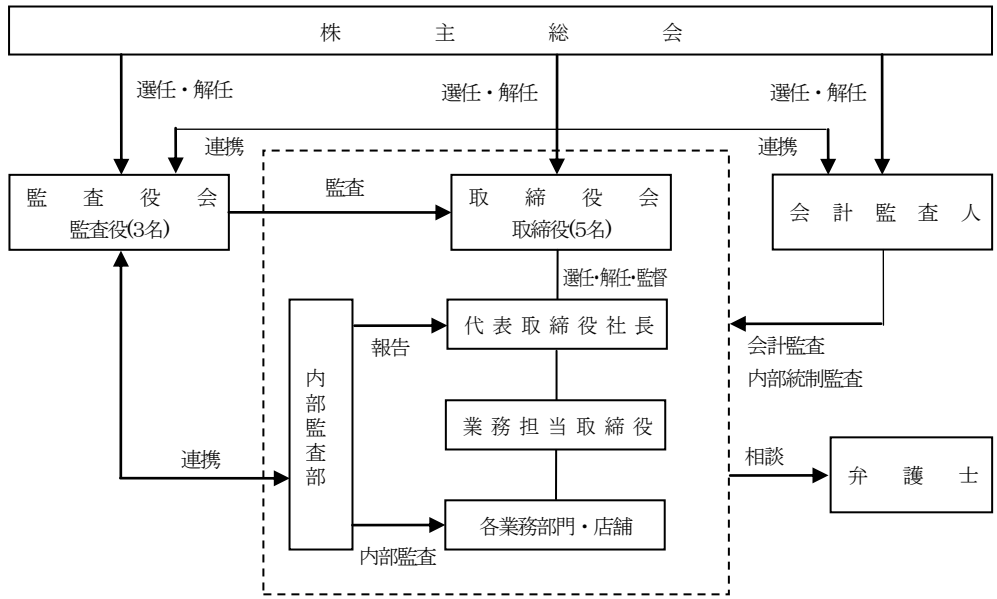 株主総会
選任・解任
選任・解任
選任・解任
連携
連携
監査役会
監査役(3名)
監査
取締役会
取締役(5名)
会計監査人
選任・解任・監督
代表取締役社長
報告
会計監査
内部統制監査
内部監査部
業務担当取締役
連携
相談
弁護士
各業務部門・店舗
内部監査